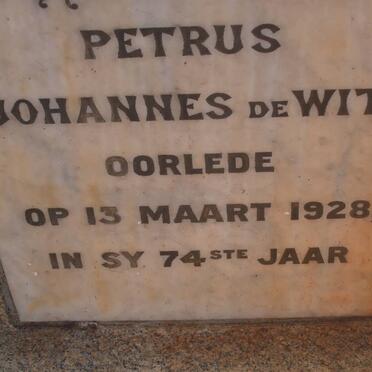 PETRUS
JOHANNES DE WIT
OORLEDE
OP 13 MAART 1928,
IN SY 74STE JAAR